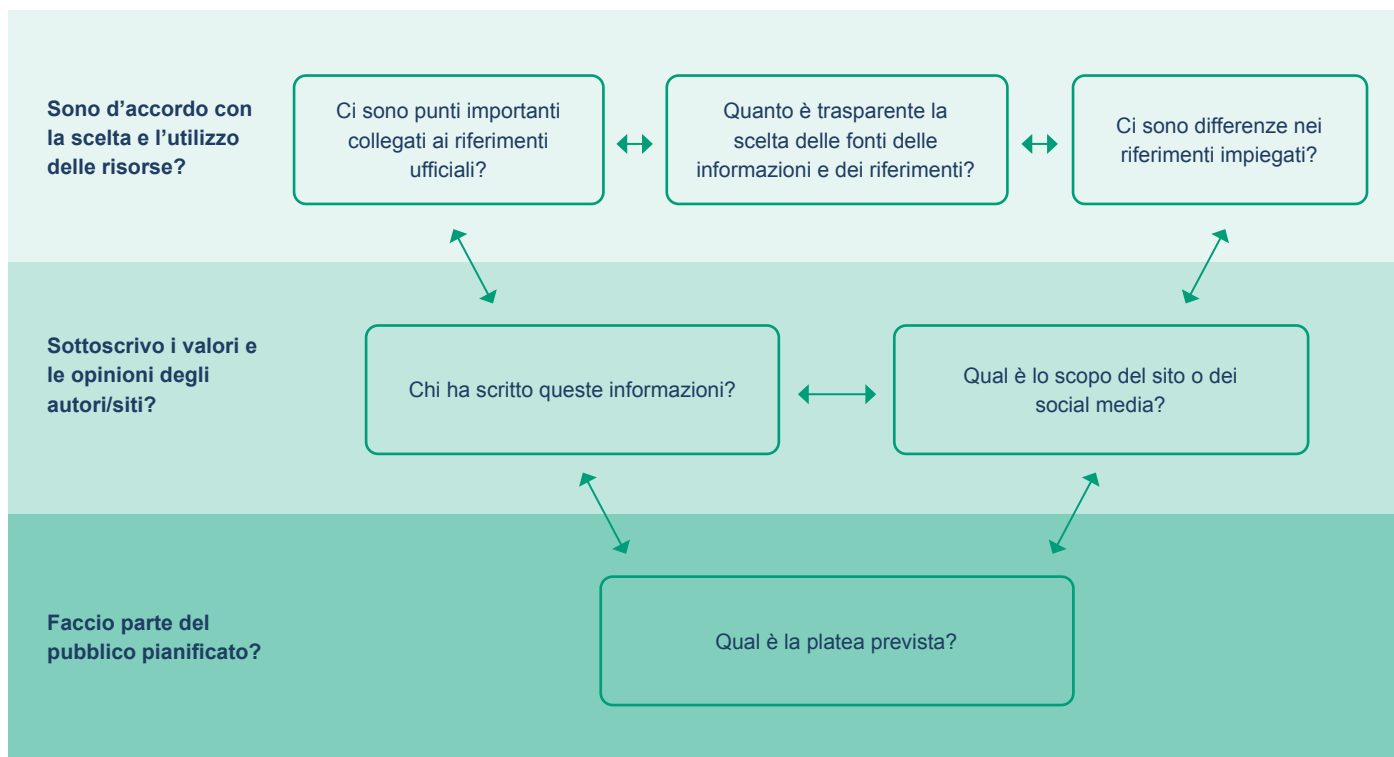 Sono d’accordo con
la scelta e l’utilizzo
delle risorse?
Ci sono punti importanti
collegati ai riferimenti
ufficiali?
Quanto è trasparente la
scelta delle fonti delle
informazioni e dei riferimenti?
Ci sono differenze nei
riferimenti impiegati?
Sottoscrivo i valori e
le opinioni degli
autori/siti?
Chi ha scritto queste informazioni?
Qual è lo scopo del sito o dei
social media?
Faccio parte del
pubblico pianificato?
Qual è la platea prevista?